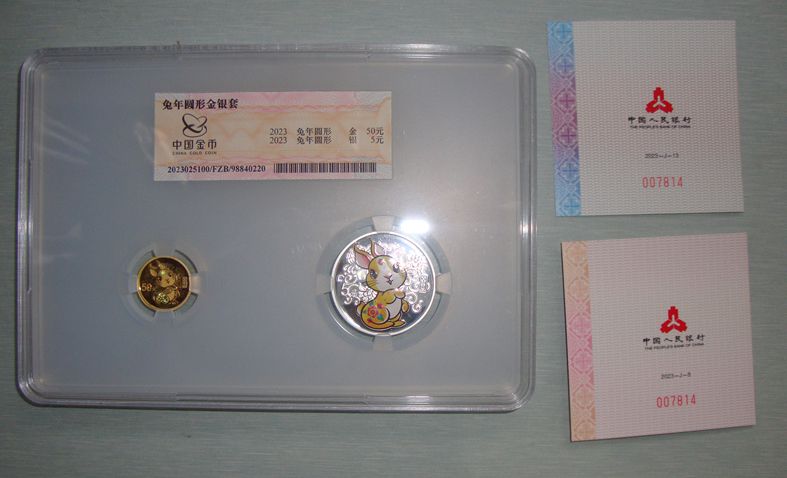 兔年圆形金银套
中国金币
CHINA GOLD COIN
2023 兔年圆形 金 50元
2023 兔年圆形 银 5元
2023025100/FZB/98840220
50
中国人民银行
THE PEOPLE'S BANK OF CHINA
2023-J-13
007814
中国人民银行
THE PEOPLE'S BANK OF CHINA
007814